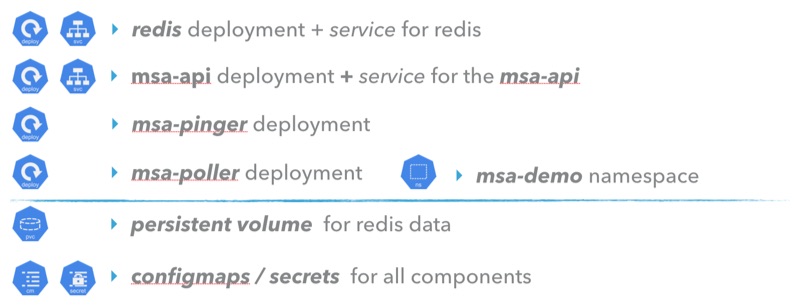 deploy svc redis deployment + service for redis
deploy svc msa-api deployment + service for the msa-api
deploy msa-pinger deployment
deploy msa-poller deployment ns msa-demo namespace
pvc persistent volume for redis data
cm secret configmaps / secrets for all components